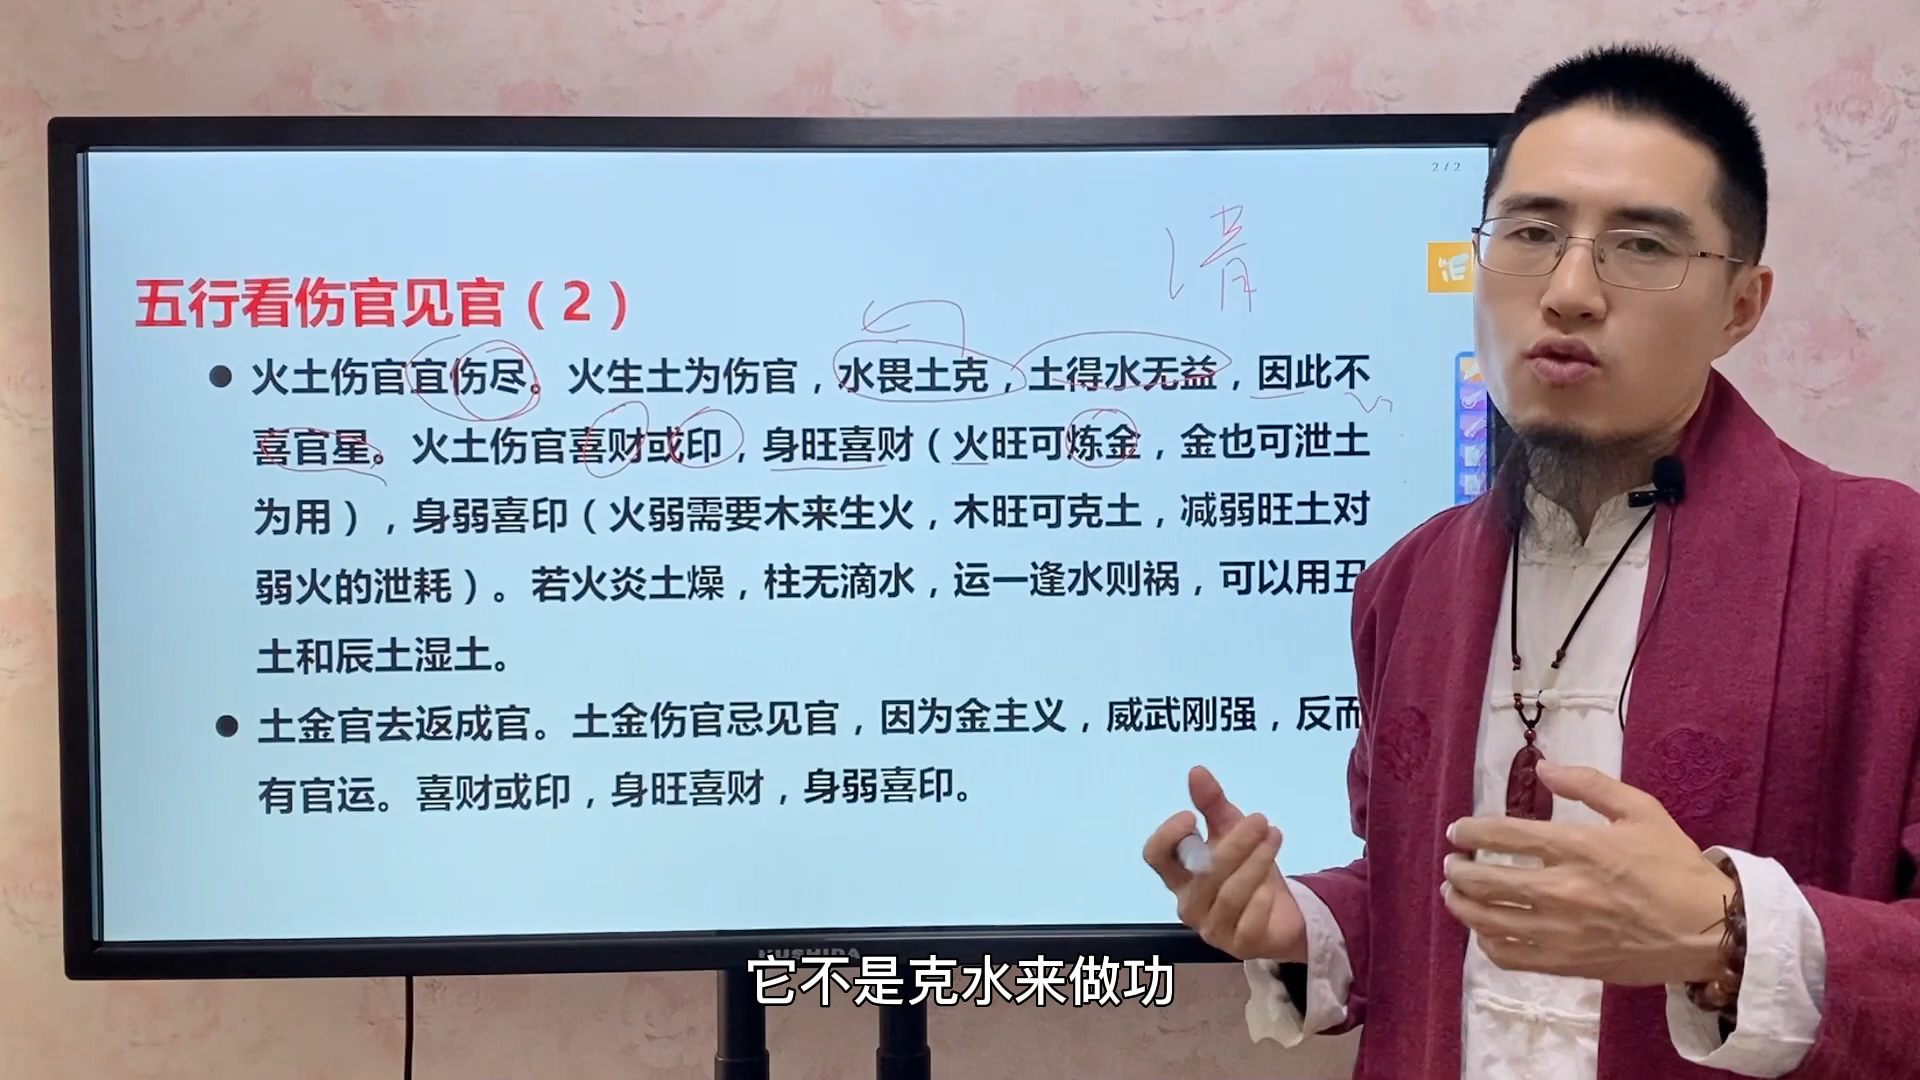 2 / 2
清
五行看伤官见官（2）
● 火土伤官宜伤尽。火生土为伤官，水畏土克，土得水无益，因此不
喜官星。火土伤官喜财或印，身旺喜财（火旺可炼金，金也可泄土
为用），身弱喜印（火弱需要木来生火，木旺可克土，减弱旺土对
弱火的泄耗）。若火炎土燥，柱无滴水，运一逢水则祸，可以用丑
土和辰土湿土。
● 土金官去返成官。土金伤官忌见官，因为金主义，威武刚强，反而
有官运。喜财或印，身旺喜财，身弱喜印。
HUSHIDA
它不是克水来做功